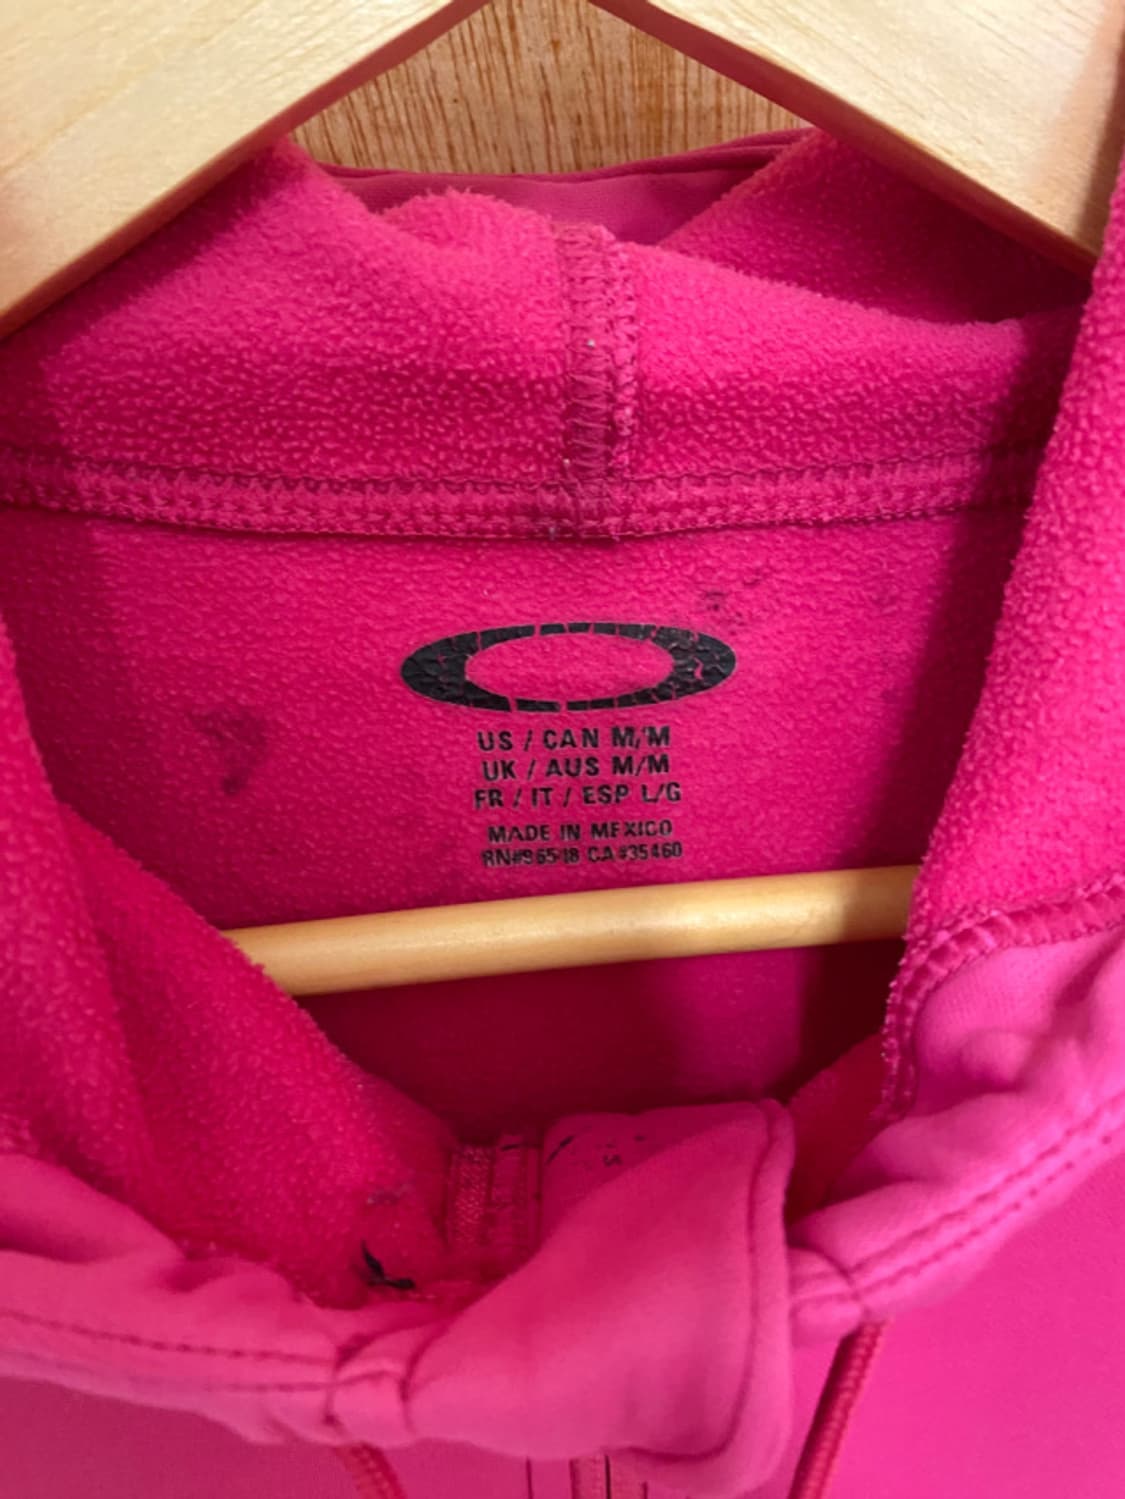 US / CAN M/M
UK / AUS M/M
FR / IT / ESP L/G
MADE IN MEXICO
RN#96518 CA#35460